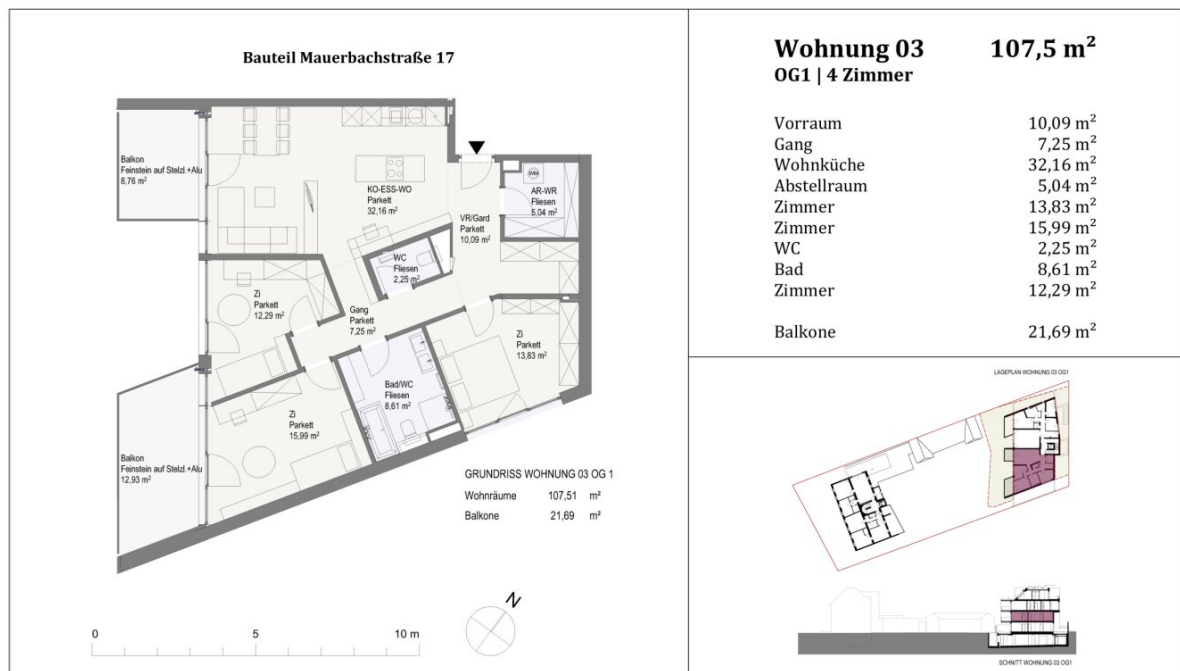 Bauteil Mauerbachstraße 17
Balkon
Feinstein auf Stelzl.+Alu
8,76 m²
KO-ESS-WO
Parkett
32,16 m²
WM
AR-WR
Fliesen
5,04 m²
VR/Gard
Parkett
10,09 m²
WC
Fliesen
2,25 m²
Zi
Parkett
12,29 m²
Gang
Parkett
7,25 m²
Zi
Parkett
13,83 m²
Bad/WC
Fliesen
8,61 m²
Zi
Parkett
15,99 m²
Balkon
Feinstein auf Stelzl.+Alu
12,93 m²
GRUNDRISS WOHNUNG 03 OG 1
Wohnräume 107,51 m²
Balkone 21,69 m²
N
0 5 10 m
Wohnung 03 107,5 m²
OG1 | 4 Zimmer
Vorraum 10,09 m²
Gang 7,25 m²
Wohnküche 32,16 m²
Abstellraum 5,04 m²
Zimmer 13,83 m²
Zimmer 15,99 m²
WC 2,25 m²
Bad 8,61 m²
Zimmer 12,29 m²
Balkone 21,69 m²
LAGEPLAN WOHNUNG 03 OG1
SCHNITT WOHNUNG 03 OG1